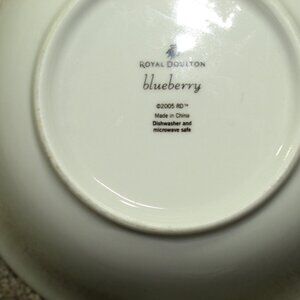 ROYAL DOULTON
blueberry
©2005 RD™
Made in China
Dishwasher and
microwave safe